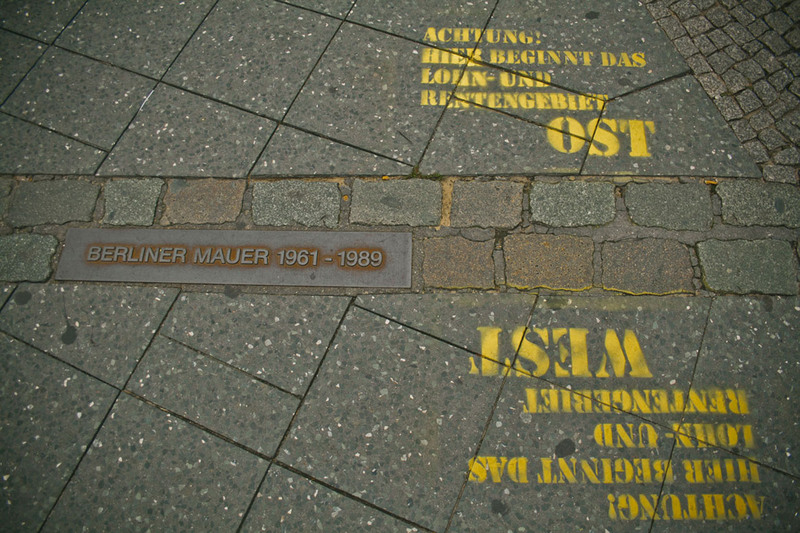 ACHTUNG!
HIER BEGINNT DAS
LOHN- UND
RENTENGEBIET
OST
BERLINER MAUER 1961 - 1989
ACHTUNG!
HIER BEGINNT DAS
LOHN- UND
RENTENGEBIET
WEST